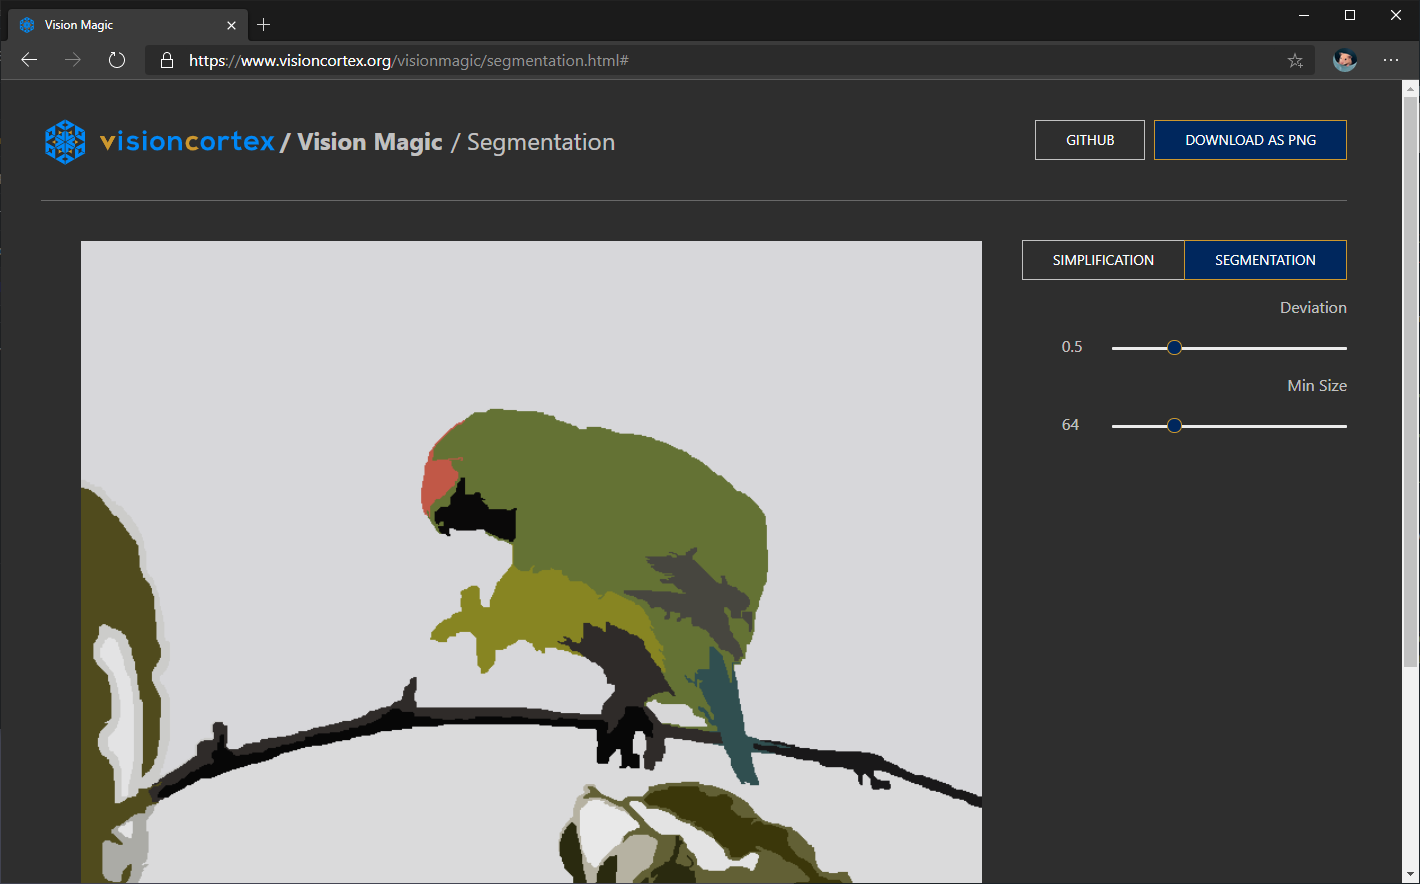 Vision Magic
https://www.visioncortex.org/visionmagic/segmentation.html#
visioncortex / Vision Magic / Segmentation
GITHUB
DOWNLOAD AS PNG
SIMPLIFICATION
SEGMENTATION
Deviation
0.5
Min Size
64